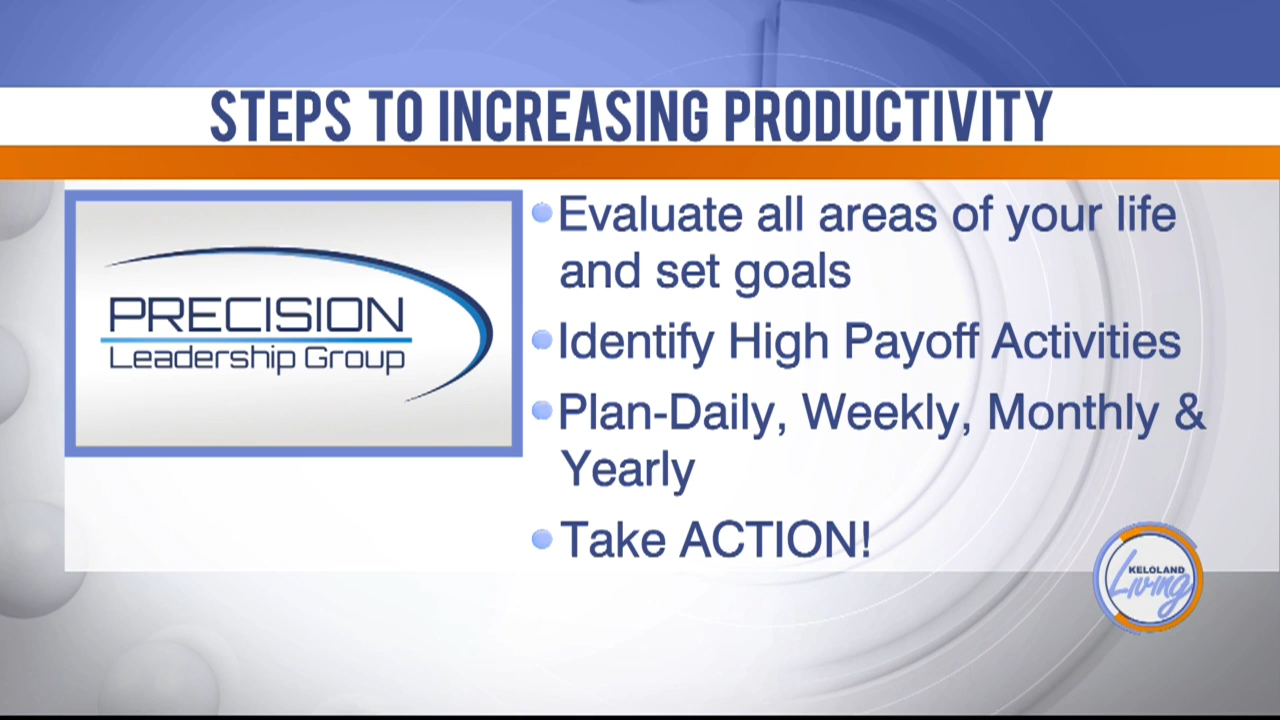 STEPS TO INCREASING PRODUCTIVITY
PRECISION
Leadership Group
Evaluate all areas of your life
and set goals
Identify High Payoff Activities
Plan-Daily, Weekly, Monthly &
Yearly
Take ACTION!
KELOLAND
Living